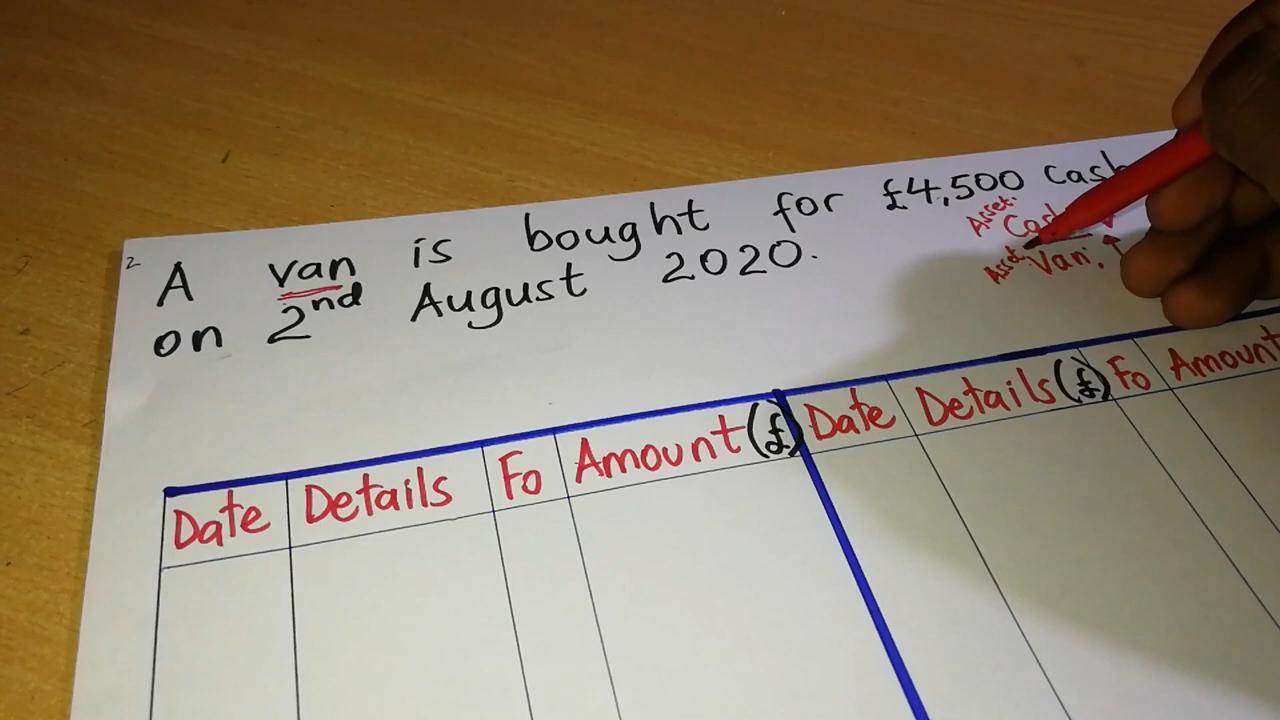 2 A van is bought for £4,500 cash
on 2nd August 2020.
Asset. Cash
Asset Van.
Date Details Fo Amount (£) Date Details (£) Fo Amount